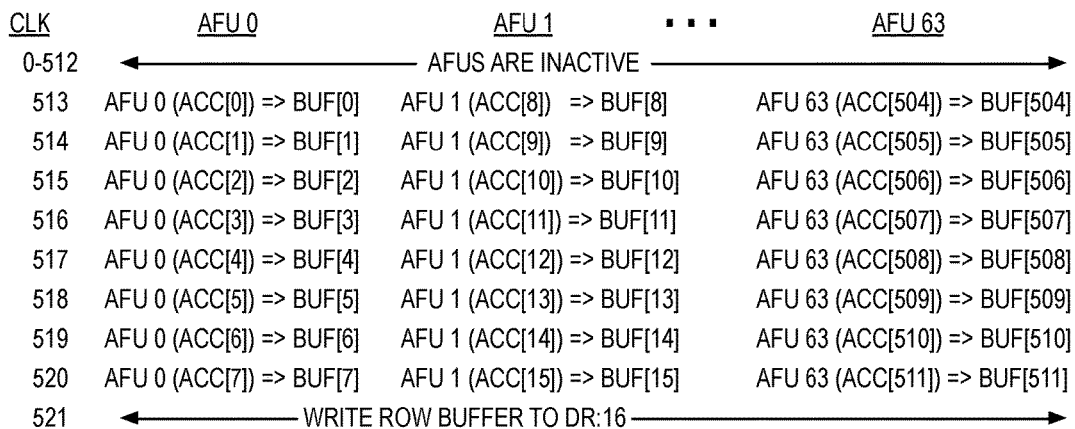 CLK AFU 0 AFU 1 ▪ ▪ ▪ AFU 63
0-512 AFUS ARE INACTIVE
513 AFU 0 (ACC[0]) => BUF[0] AFU 1 (ACC[8]) => BUF[8] AFU 63 (ACC[504]) => BUF[504]
514 AFU 0 (ACC[1]) => BUF[1] AFU 1 (ACC[9]) => BUF[9] AFU 63 (ACC[505]) => BUF[505]
515 AFU 0 (ACC[2]) => BUF[2] AFU 1 (ACC[10]) => BUF[10] AFU 63 (ACC[506]) => BUF[506]
516 AFU 0 (ACC[3]) => BUF[3] AFU 1 (ACC[11]) => BUF[11] AFU 63 (ACC[507]) => BUF[507]
517 AFU 0 (ACC[4]) => BUF[4] AFU 1 (ACC[12]) => BUF[12] AFU 63 (ACC[508]) => BUF[508]
518 AFU 0 (ACC[5]) => BUF[5] AFU 1 (ACC[13]) => BUF[13] AFU 63 (ACC[509]) => BUF[509]
519 AFU 0 (ACC[6]) => BUF[6] AFU 1 (ACC[14]) => BUF[14] AFU 63 (ACC[510]) => BUF[510]
520 AFU 0 (ACC[7]) => BUF[7] AFU 1 (ACC[15]) => BUF[15] AFU 63 (ACC[511]) => BUF[511]
521 WRITE ROW BUFFER TO DR:16